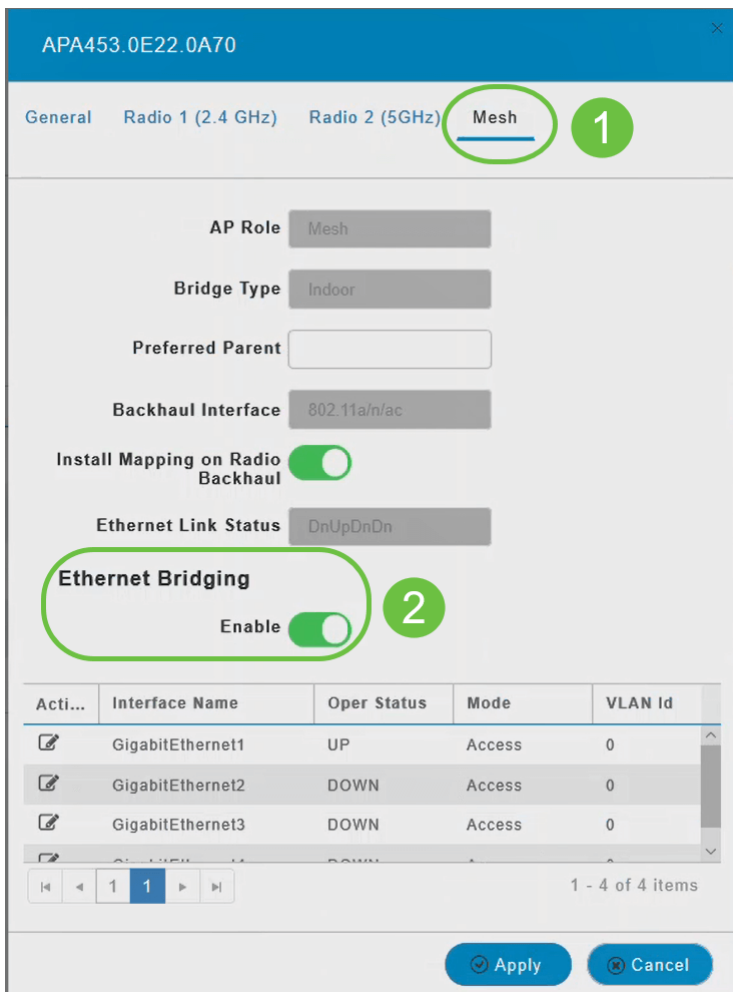 APA453.0E22.0A70
General Radio 1 (2.4 GHz) Radio 2 (5GHz) Mesh 1
AP Role Mesh
Bridge Type Indoor
Preferred Parent
Backhaul Interface 802.11a/n/ac
Install Mapping on Radio
Backhaul
Ethernet Link Status DnUpDnDn
Ethernet Bridging
2
Enable
Acti... Interface Name Oper Status Mode VLAN Id
GigabitEthernet1 UP Access 0
GigabitEthernet2 DOWN Access 0
GigabitEthernet3 DOWN Access 0
1 1 1 - 4 of 4 items
Apply Cancel